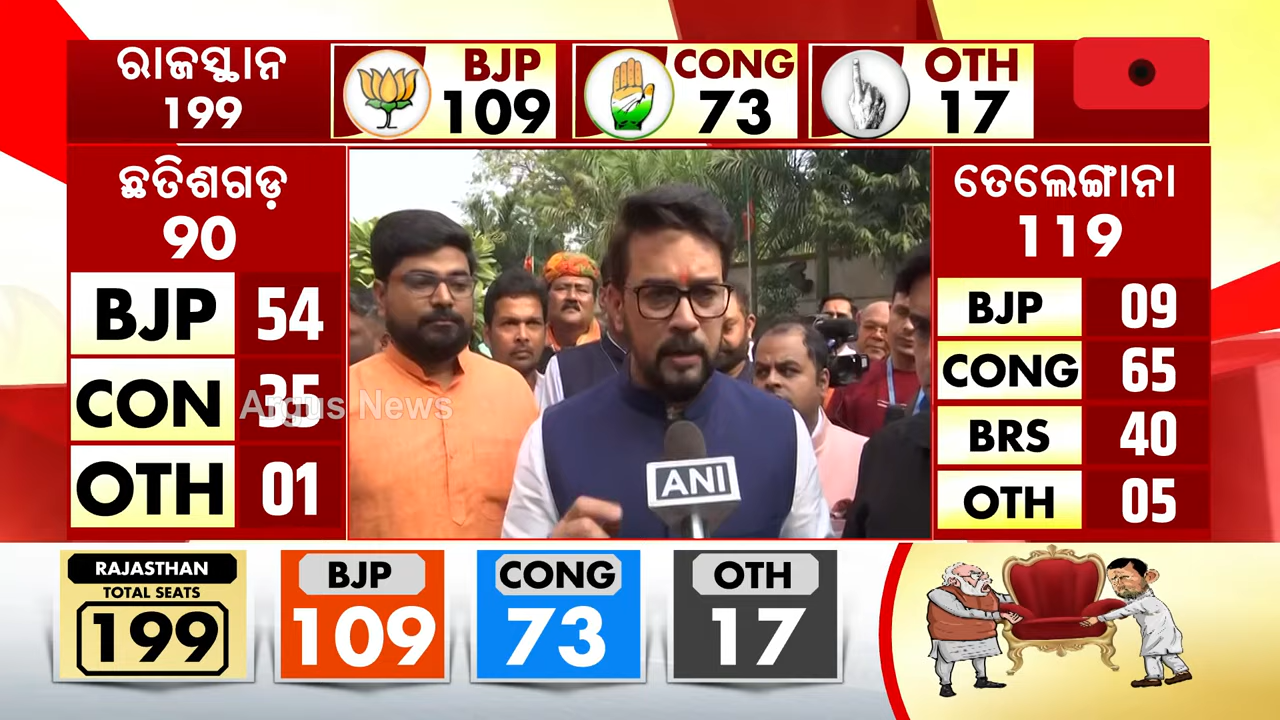 ରାଜସ୍ଥାନ
୧୨୨
BJP
109
CONG
73
OTH
17
ଛତିଶଗଡ଼
90
BJP 54
CON 35
OTH 01
Argus News
ANI
ତେଲେଙ୍ଗାନା
119
BJP 09
CONG 65
BRS 40
OTH 05
RAJASTHAN
TOTAL SEATS
199
BJP
109
CONG
73
OTH
17